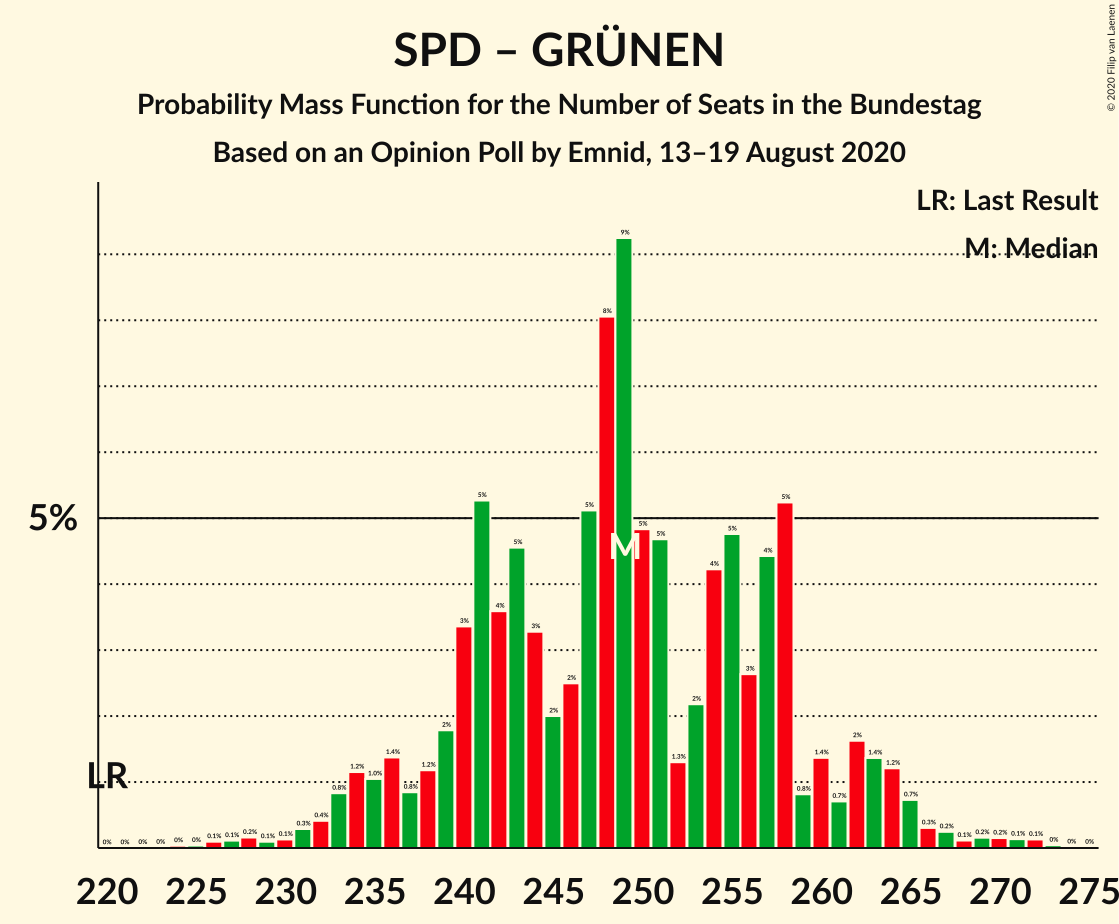 SPD – GRÜNEN
Probability Mass Function for the Number of Seats in the Bundestag
Based on an Opinion Poll by Emnid, 13–19 August 2020
© 2020 Filip van Laenen
LR: Last Result
M: Median
5%
LR
M
0% 0% 0% 0% 0% 0% 0.1% 0.1% 0.2% 0.1% 0.1% 0.3% 0.4% 0.8% 1.2% 1.0% 1.4% 0.8% 1.2% 2% 3% 5% 4% 5% 3% 2% 2% 5% 8% 9% 5% 5% 1.3% 2% 4% 5% 3% 4% 5% 0.8% 1.4% 0.7% 2% 1.4% 1.2% 0.7% 0.3% 0.2% 0.1% 0.2% 0.2% 0.1% 0.1% 0% 0% 0%
220 225 230 235 240 245 250 255 260 265 270 275